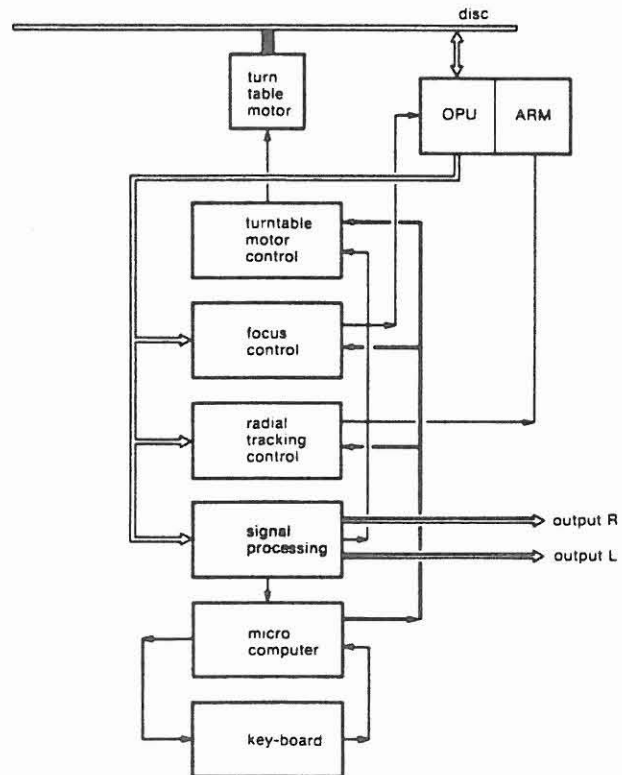 disc
turn
table
motor
OPU
ARM
turntable
motor
control
focus
control
radial
tracking
control
signal
processing
output R
output L
micro
computer
key-board